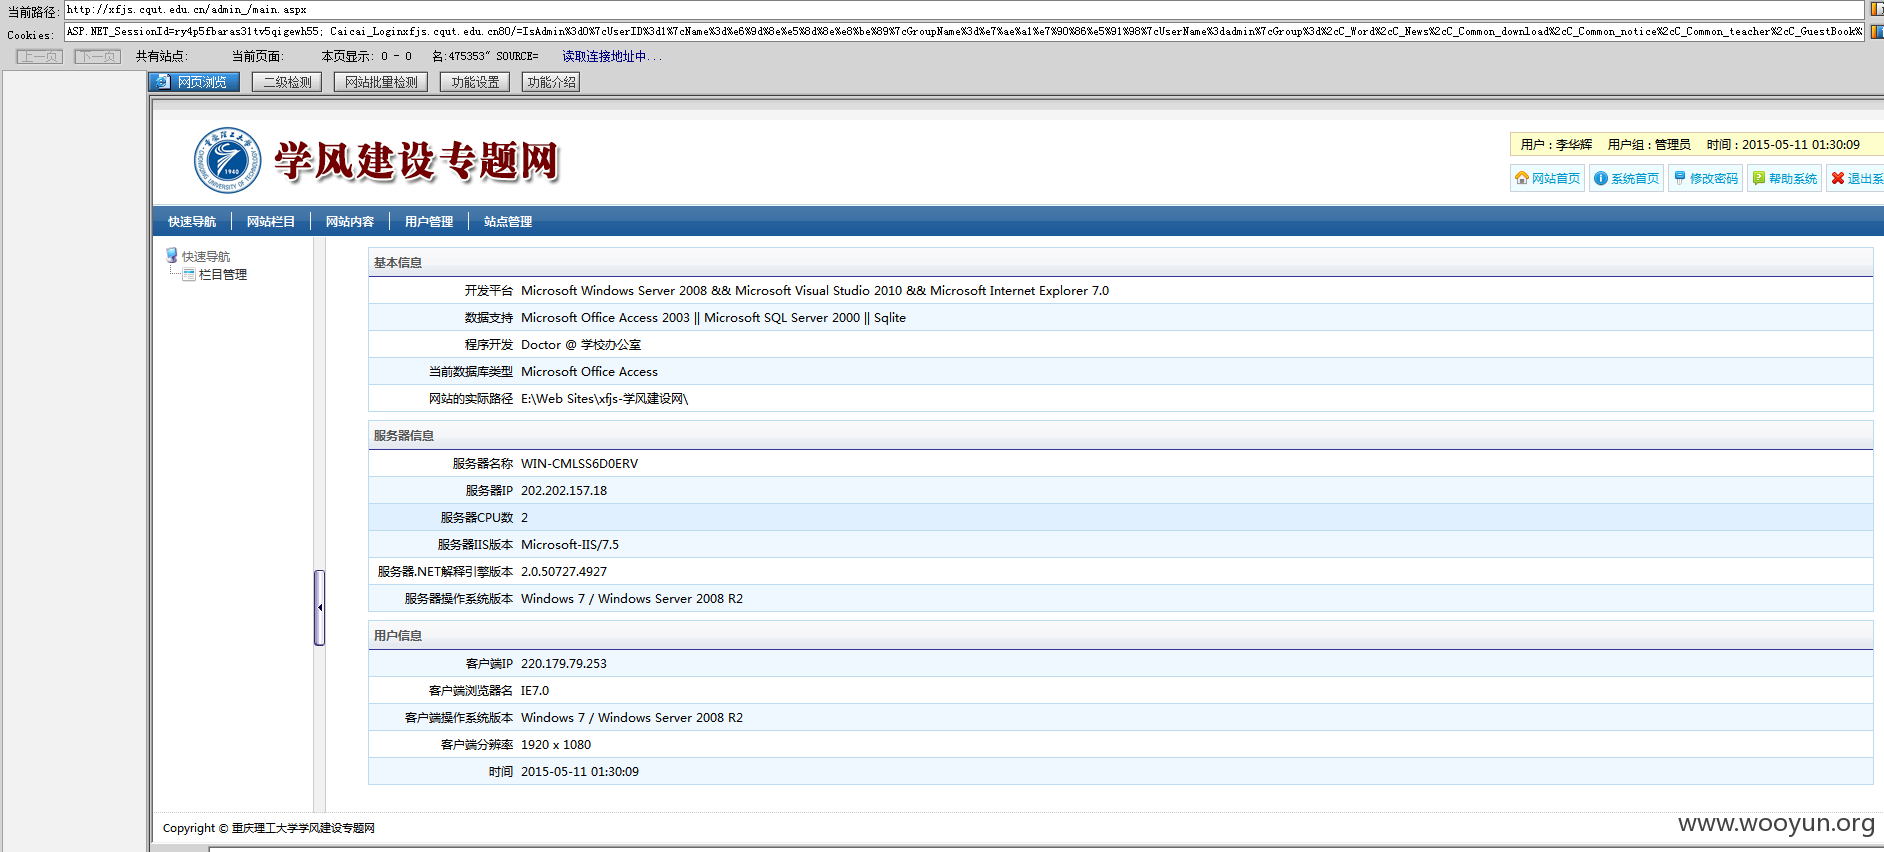 当前路径: http://xfjs.cqut.edu.cn/admin_/main.aspx
Cookies: ASP.NET_SessionId=ry4p5fbaras31tv5qigewh55; Caicai_Loginxfjs.cqut.edu.cn80/=IsAdmin%3d0%7cUserID%3d1%7cName%3d%e6%9d%8e%e5%8d%8e%e8%be%89%7cGroupName%3d%e7%ae%a1%e7%90%86%e5%91%98%7cUserName%3dadmin%7cGroup%3d%2cC_Word%2cC_News%2cC_Common_download%2cC_Common_notice%2cC_Common_teacher%2cC_GuestBook%
上一页 下一页 共有站点: 当前页面: 本页显示: 0 - 0 名:475353" SOURCE= 读取连接地址中...
网页浏览 二级检测 网站批量检测 功能设置 功能介绍
重庆理工大学
CHONGQING UNIVERSITY OF TECHNOLOGY
1940
学风建设专题网
用户：李华辉 用户组：管理员 时间：2015-05-11 01:30:09
网站首页 系统首页 修改密码 帮助系统 退出系
快速导航 网站栏目 网站内容 用户管理 站点管理
快速导航
栏目管理
基本信息
开发平台 Microsoft Windows Server 2008 && Microsoft Visual Studio 2010 && Microsoft Internet Explorer 7.0
数据支持 Microsoft Office Access 2003 || Microsoft SQL Server 2000 || Sqlite
程序开发 Doctor @ 学校办公室
当前数据库类型 Microsoft Office Access
网站的实际路径 E:\Web Sites\xfjs-学风建设网\
服务器信息
服务器名称 WIN-CMLSS6D0ERV
服务器IP 202.202.157.18
服务器CPU数 2
服务器IIS版本 Microsoft-IIS/7.5
服务器.NET解释引擎版本 2.0.50727.4927
服务器操作系统版本 Windows 7 / Windows Server 2008 R2
用户信息
客户端IP 220.179.79.253
客户端浏览器名 IE7.0
客户端操作系统版本 Windows 7 / Windows Server 2008 R2
客户端分辨率 1920 x 1080
时间 2015-05-11 01:30:09
Copyright © 重庆理工大学学风建设专题网
www.wooyun.org